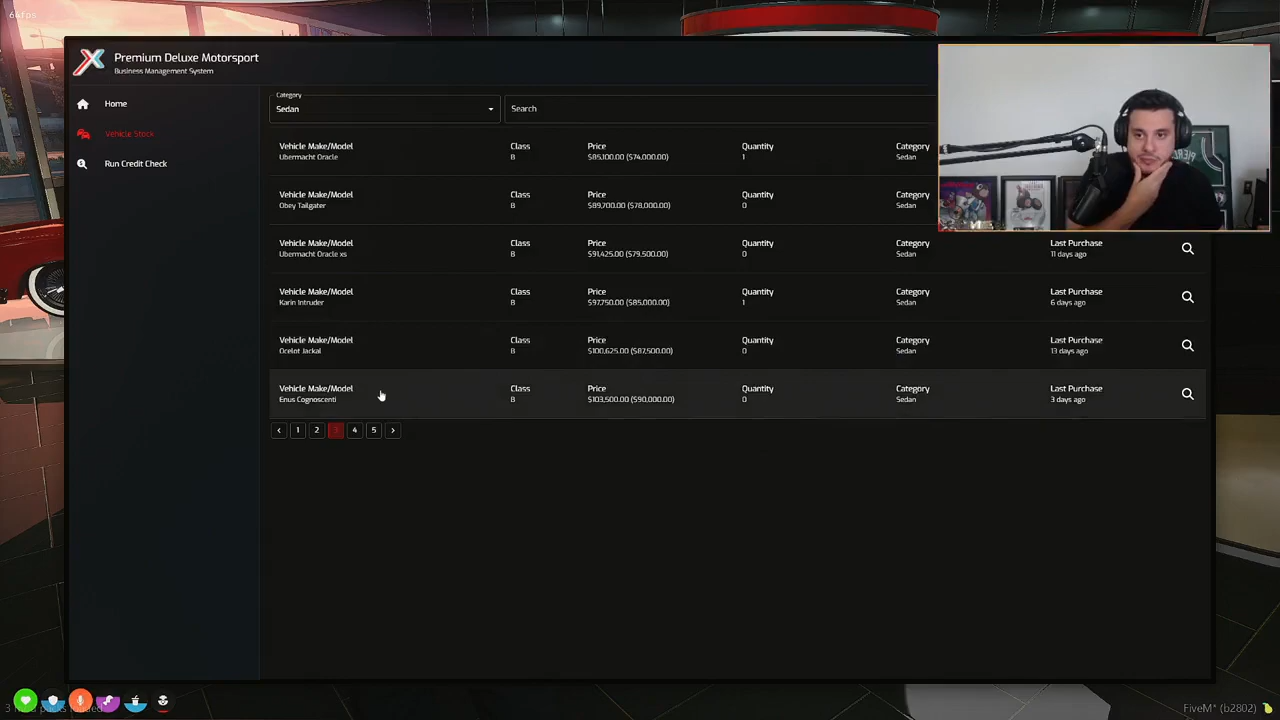 64fps
Premium Deluxe Motorsport
Business Management System
Home
Vehicle Stock
Run Credit Check
Category
Sedan
Search
Vehicle Make/Model Class Price Quantity Category
Ubermacht Oracle B $85,100.00 ($74,000.00) 1 Sedan
Vehicle Make/Model Class Price Quantity Category
Obey Tailgater B $89,700.00 ($78,000.00) 0 Sedan
Vehicle Make/Model Class Price Quantity Category Last Purchase
Ubermacht Oracle xs B $91,425.00 ($79,500.00) 0 Sedan 11 days ago
Vehicle Make/Model Class Price Quantity Category Last Purchase
Karin Intruder B $97,750.00 ($85,000.00) 1 Sedan 6 days ago
Vehicle Make/Model Class Price Quantity Category Last Purchase
Ocelot Jackal B $100,625.00 ($87,500.00) 0 Sedan 13 days ago
Vehicle Make/Model Class Price Quantity Category Last Purchase
Enus Cognoscenti B $103,500.00 ($90,000.00) 0 Sedan 3 days ago
‹ 1 2 3 4 5 ›
FiveM* (b2802)